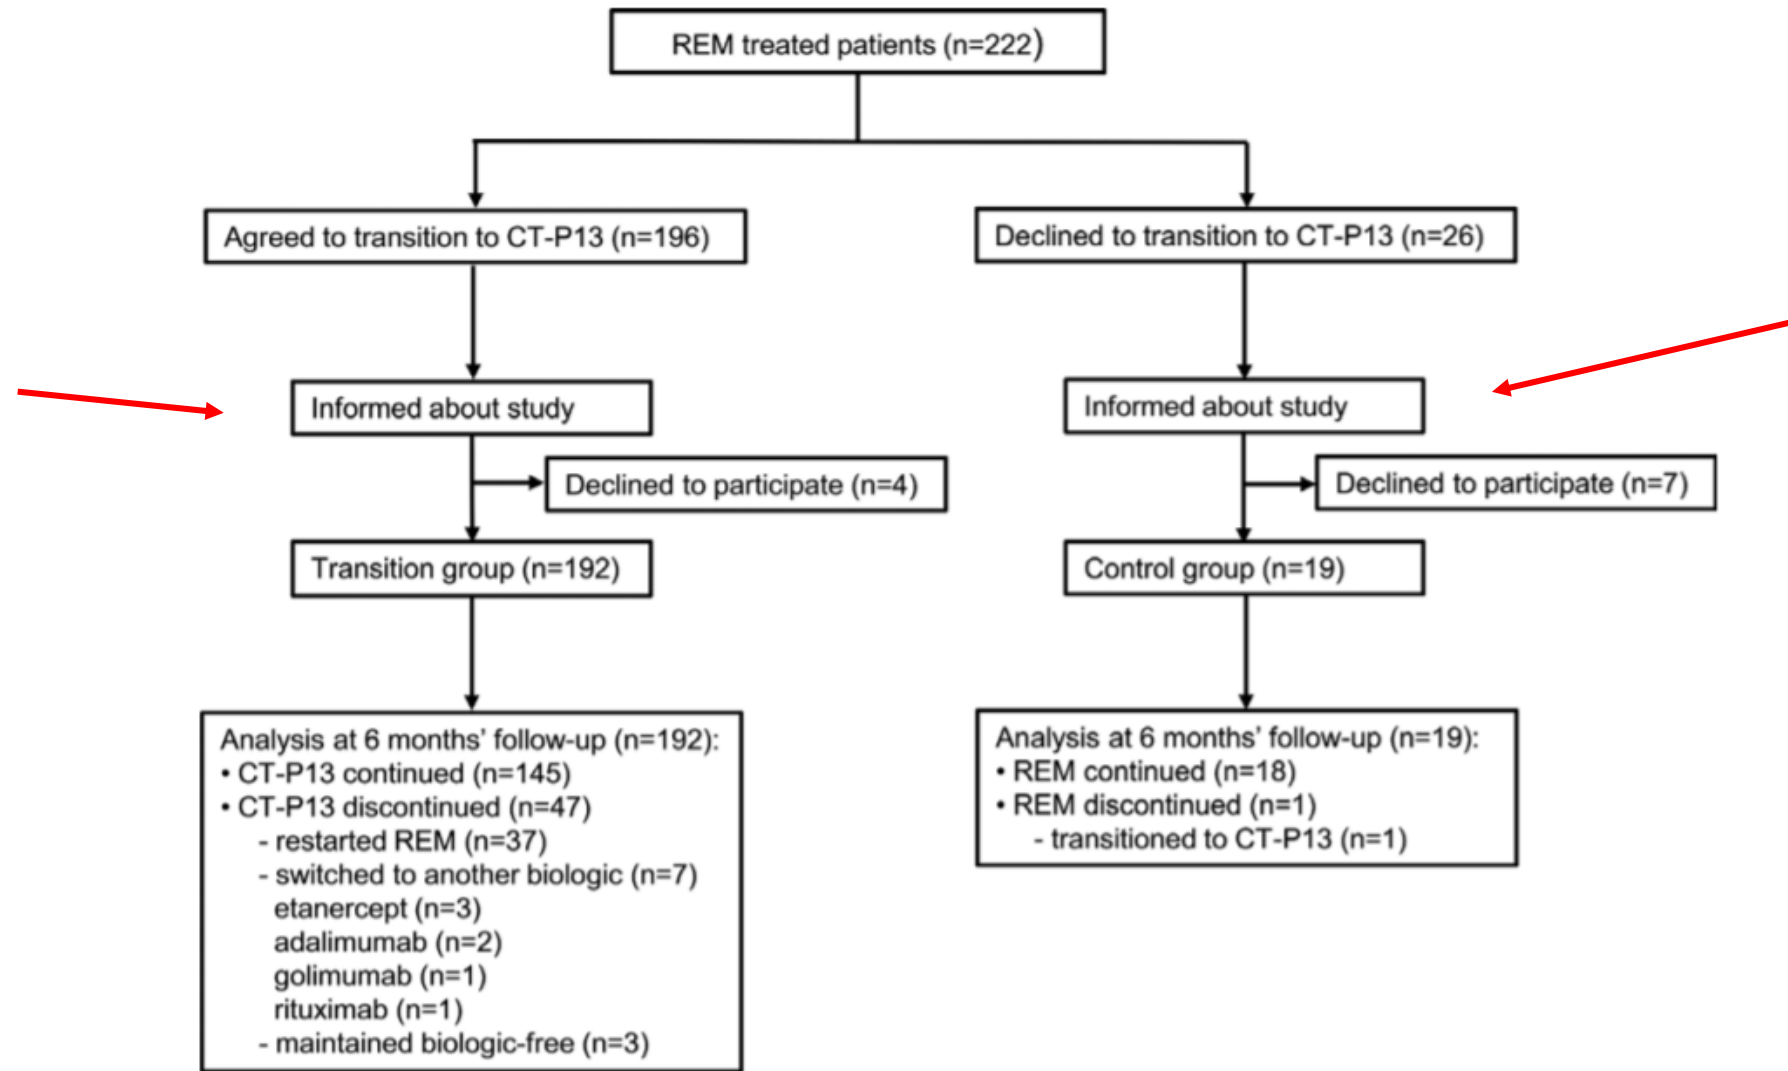 REM treated patients (n=222)
Agreed to transition to CT-P13 (n=196)
Declined to transition to CT-P13 (n=26)
Informed about study
Informed about study
Declined to participate (n=4)
Declined to participate (n=7)
Transition group (n=192)
Control group (n=19)
Analysis at 6 months' follow-up (n=192):
• CT-P13 continued (n=145)
• CT-P13 discontinued (n=47)
- restarted REM (n=37)
- switched to another biologic (n=7)
etanercept (n=3)
adalimumab (n=2)
golimumab (n=1)
rituximab (n=1)
- maintained biologic-free (n=3)
Analysis at 6 months' follow-up (n=19):
• REM continued (n=18)
• REM discontinued (n=1)
- transitioned to CT-P13 (n=1)